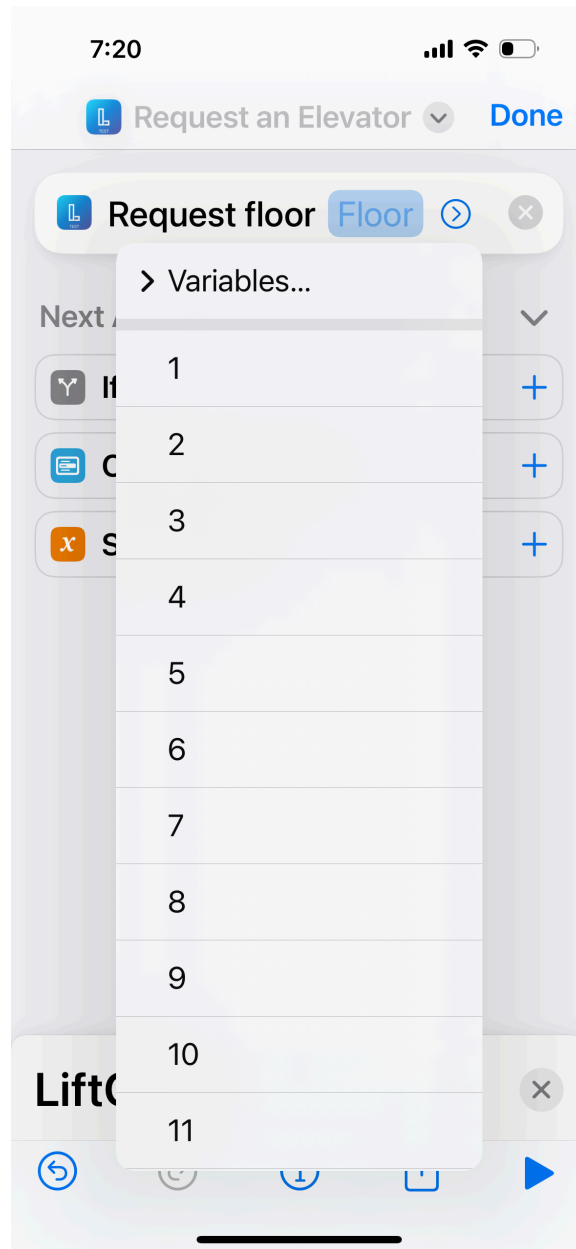 7:20
Request an Elevator
Done
Request floor Floor
Variables...
Next
If
1
2
3
4
5
6
7
8
9
10
11